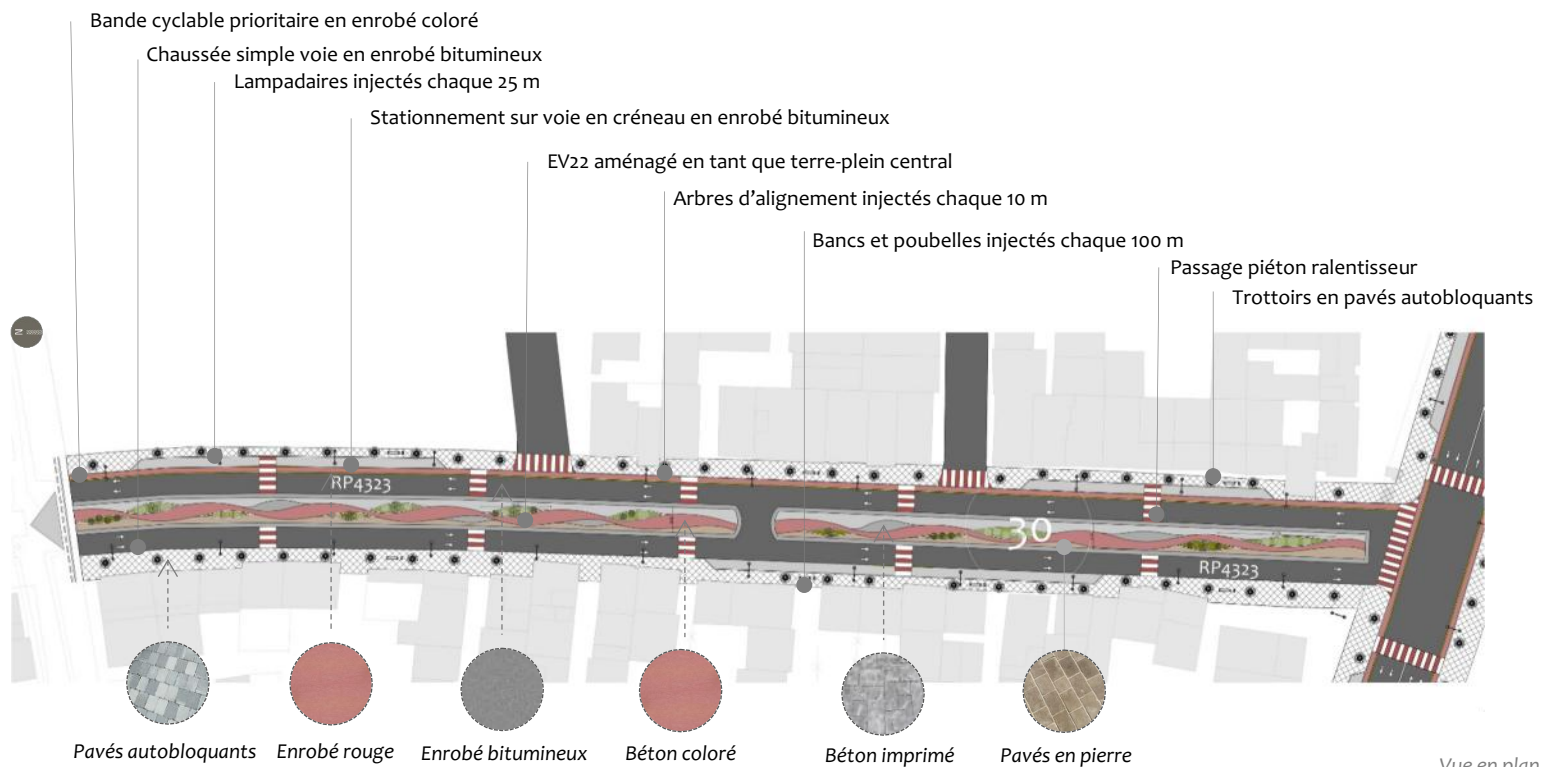 Bande cyclable prioritaire en enrobé coloré
Chaussée simple voie en enrobé bitumineux
Lampadaires injectés chaque 25 m
Stationnement sur voie en créneau en enrobé bitumineux
EV22 aménagé en tant que terre-plein central
Arbres d'alignement injectés chaque 10 m
Bancs et poubelles injectés chaque 100 m
Passage piéton ralentisseur
Trottoirs en pavés autobloquants
N
RP4323
30
RP4323
Pavés autobloquants
Enrobé rouge
Enrobé bitumineux
Béton coloré
Béton imprimé
Pavés en pierre
Vue en plan